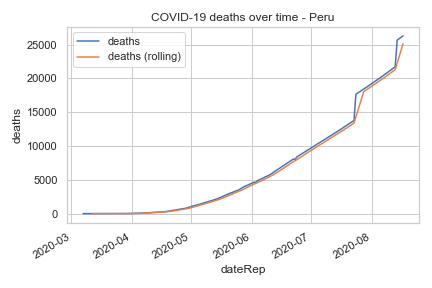 COVID-19 deaths over time - Peru
deaths
deaths (rolling)
25000
20000
15000
10000
5000
0
deaths
2020-03
2020-04
2020-05
2020-06
2020-07
2020-08
dateRep